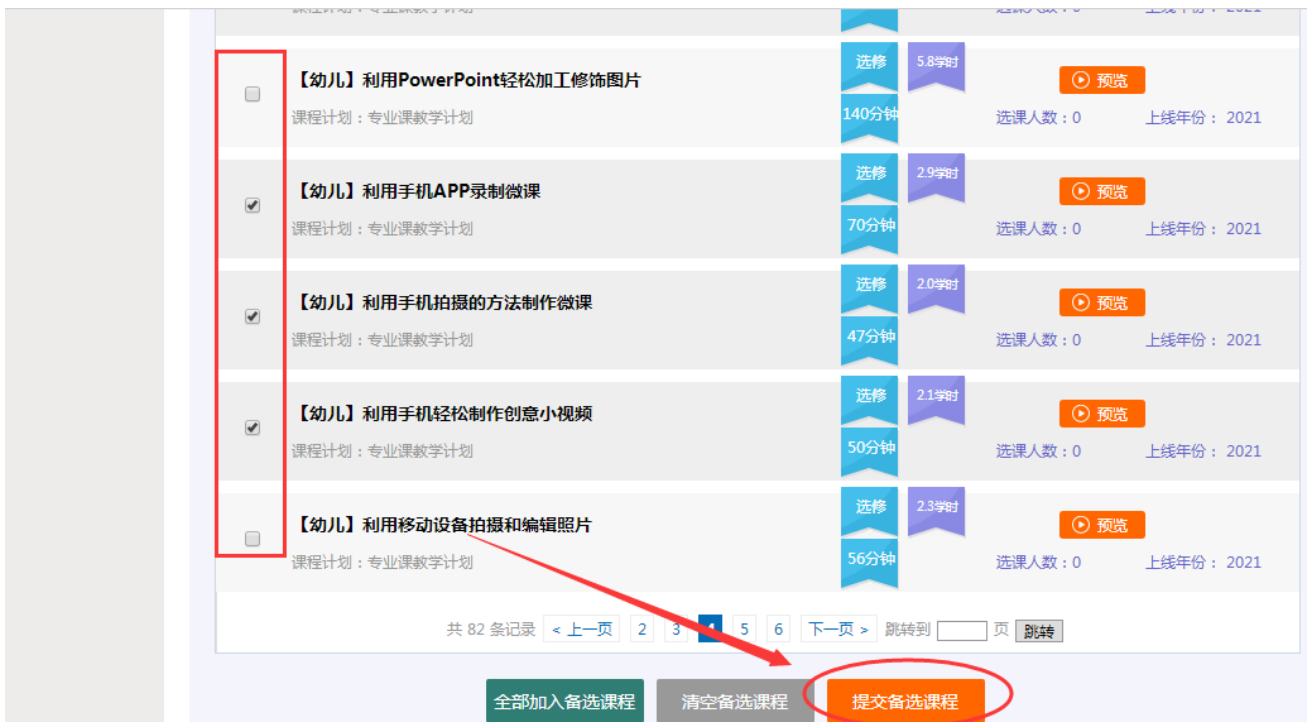 【幼儿】利用PowerPoint轻松加工修饰图片
课程计划：专业课教学计划
选修
5.8学时
140分钟
预览
选课人数：0
上线年份： 2021
【幼儿】利用手机APP录制微课
课程计划：专业课教学计划
选修
2.9学时
70分钟
预览
选课人数：0
上线年份： 2021
【幼儿】利用手机拍摄的方法制作微课
课程计划：专业课教学计划
选修
2.0学时
47分钟
预览
选课人数：0
上线年份： 2021
【幼儿】利用手机轻松制作创意小视频
课程计划：专业课教学计划
选修
2.1学时
50分钟
预览
选课人数：0
上线年份： 2021
【幼儿】利用移动设备拍摄和编辑照片
课程计划：专业课教学计划
选修
2.3学时
56分钟
预览
选课人数：0
上线年份： 2021
共 82 条记录 < 上一页 2 3 4 5 6 下一页 > 跳转到 页 跳转
全部加入备选课程 清空备选课程 提交备选课程